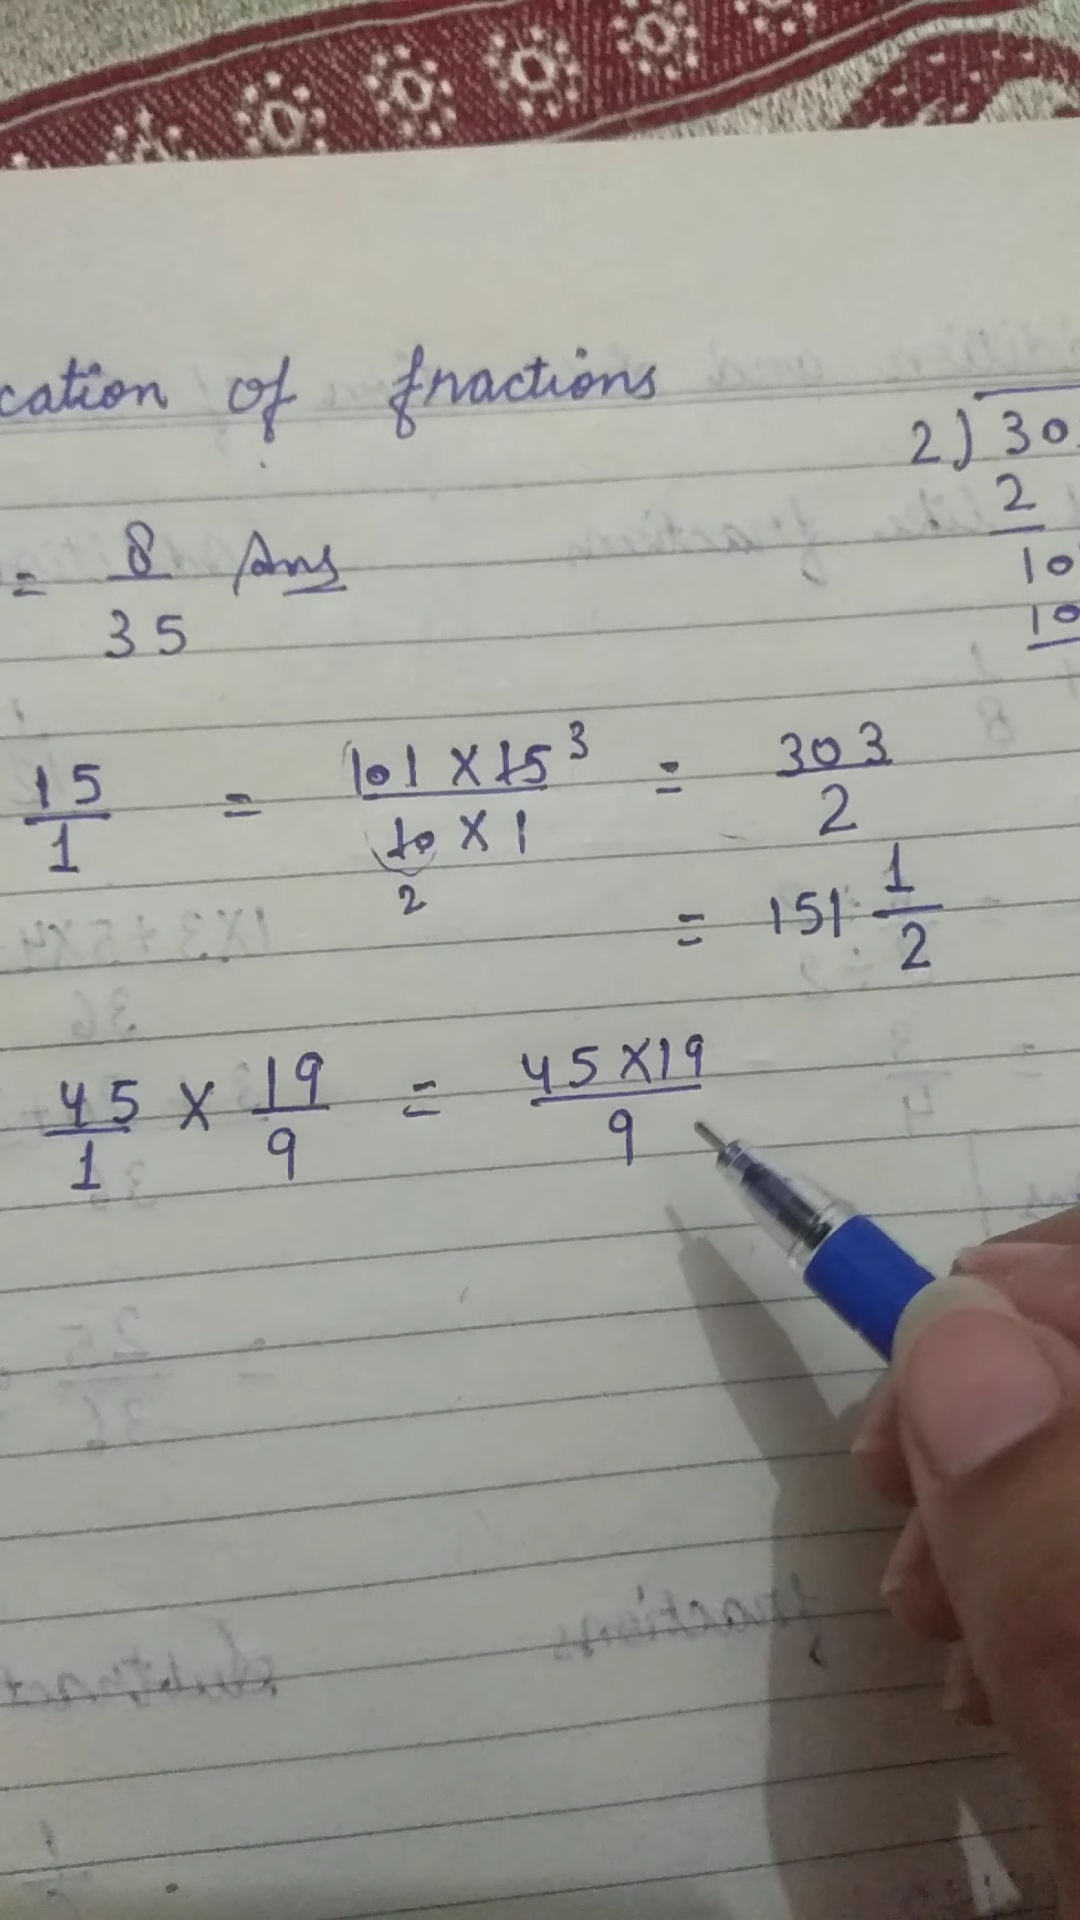 cation of fractions
2) 30
2
10
10
= 8/35 Ans
15/1 = 101 × 15 3 / 10 × 1 2 = 303/2
= 151 1/2
45/1 × 19/9 = 45 × 19 / 9